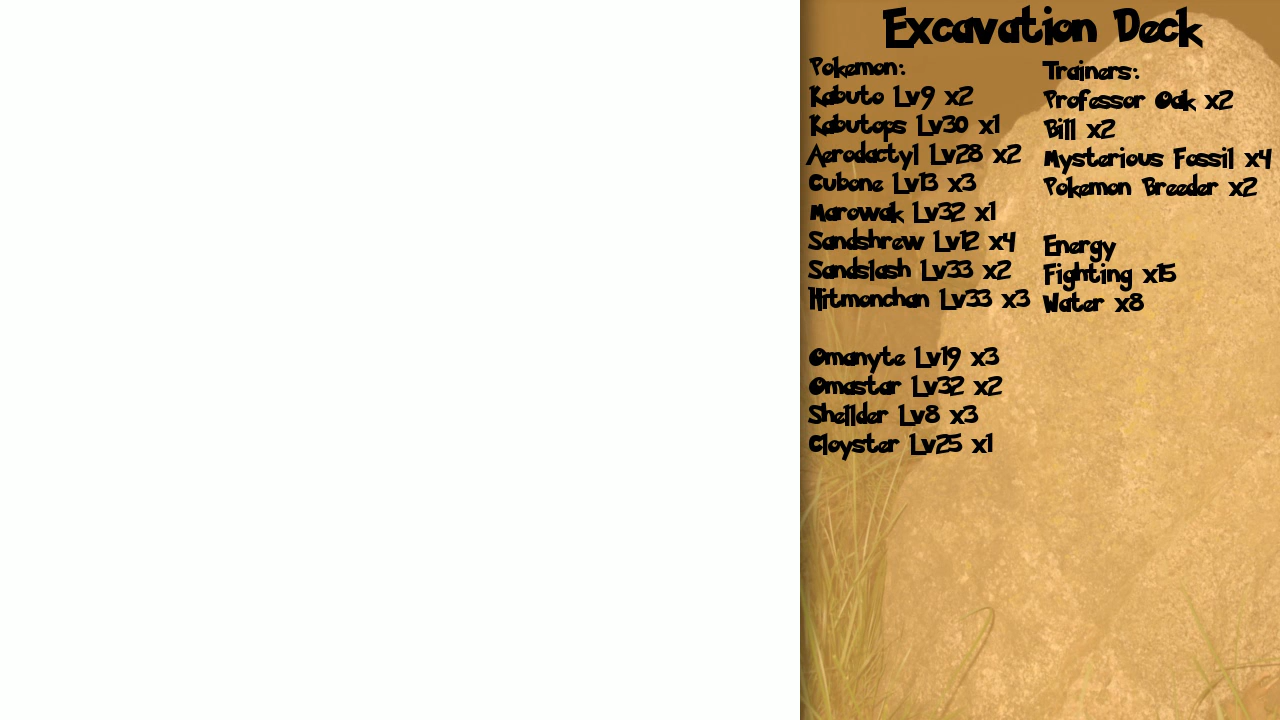 Excavation Deck
Pokemon:
Kabuto Lv9 x2
Kabutops Lv30 x1
Aerodactyl Lv28 x2
Cubone Lv13 x3
Marowak Lv32 x1
Sandshrew Lv12 x4
Sandslash Lv33 x2
Hitmonchan Lv33 x3
Omanyte Lv19 x3
Omastar Lv32 x2
Shellder Lv8 x3
Cloyster Lv25 x1
Trainers:
Professor Oak x2
Bill x2
Mysterious Fossil x4
Pokemon Breeder x2
Energy
Fighting x15
Water x8